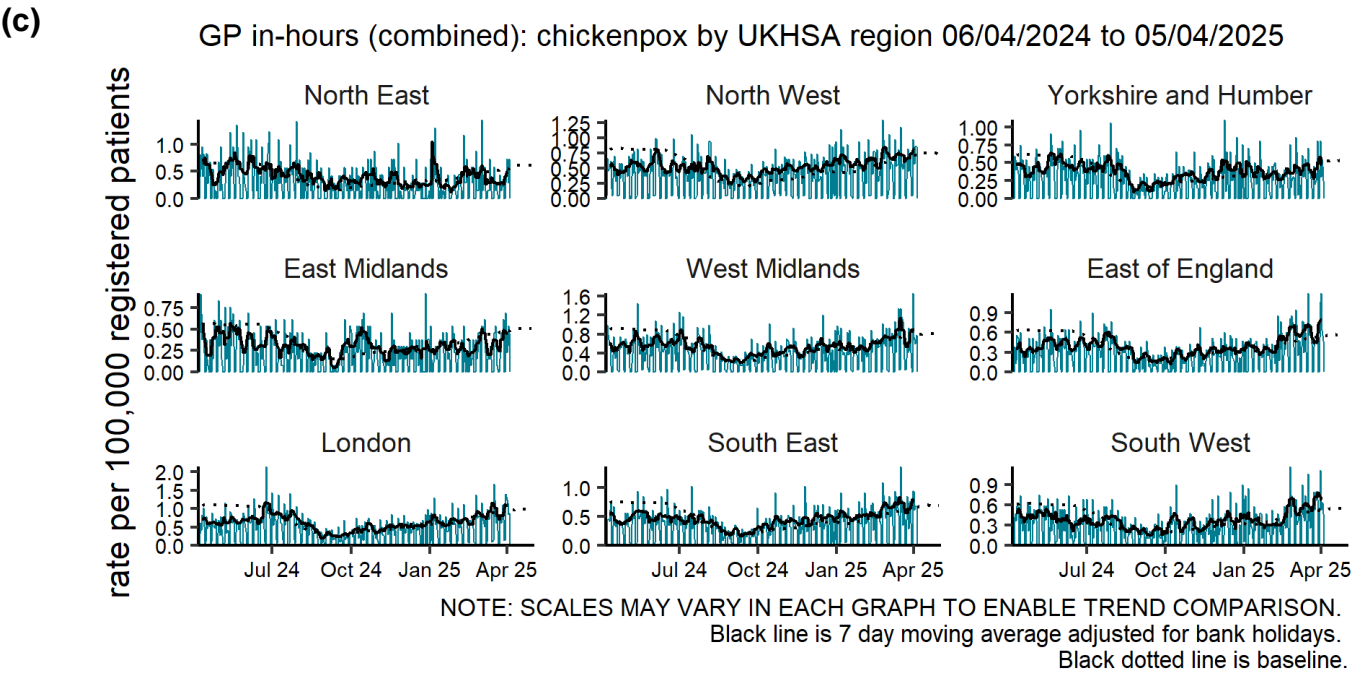 (c)
GP in-hours (combined): chickenpox by UKHSA region 06/04/2024 to 05/04/2025
rate per 100,000 registered patients
North East
1.0
0.5
0.0
North West
1.25
1.00
0.75
0.50
0.25
0.00
Yorkshire and Humber
1.00
0.75
0.50
0.25
0.00
East Midlands
0.75
0.50
0.25
0.00
West Midlands
1.6
1.2
0.8
0.4
0.0
East of England
0.9
0.6
0.3
0.0
London
2.0
1.5
1.0
0.5
0.0
South East
1.0
0.5
0.0
South West
0.9
0.6
0.3
0.0
Jul 24 Oct 24 Jan 25 Apr 25
Jul 24 Oct 24 Jan 25 Apr 25
Jul 24 Oct 24 Jan 25 Apr 25
NOTE: SCALES MAY VARY IN EACH GRAPH TO ENABLE TREND COMPARISON.
Black line is 7 day moving average adjusted for bank holidays.
Black dotted line is baseline.